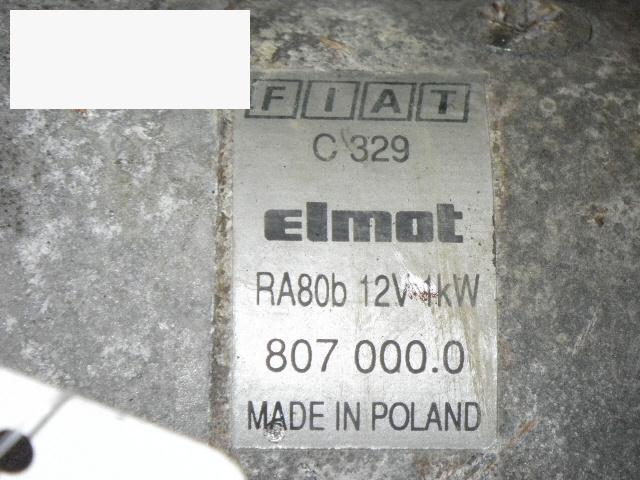 FIAT
C 329
elmot
RA80b 12V 1kW
807 000.0
MADE IN POLAND